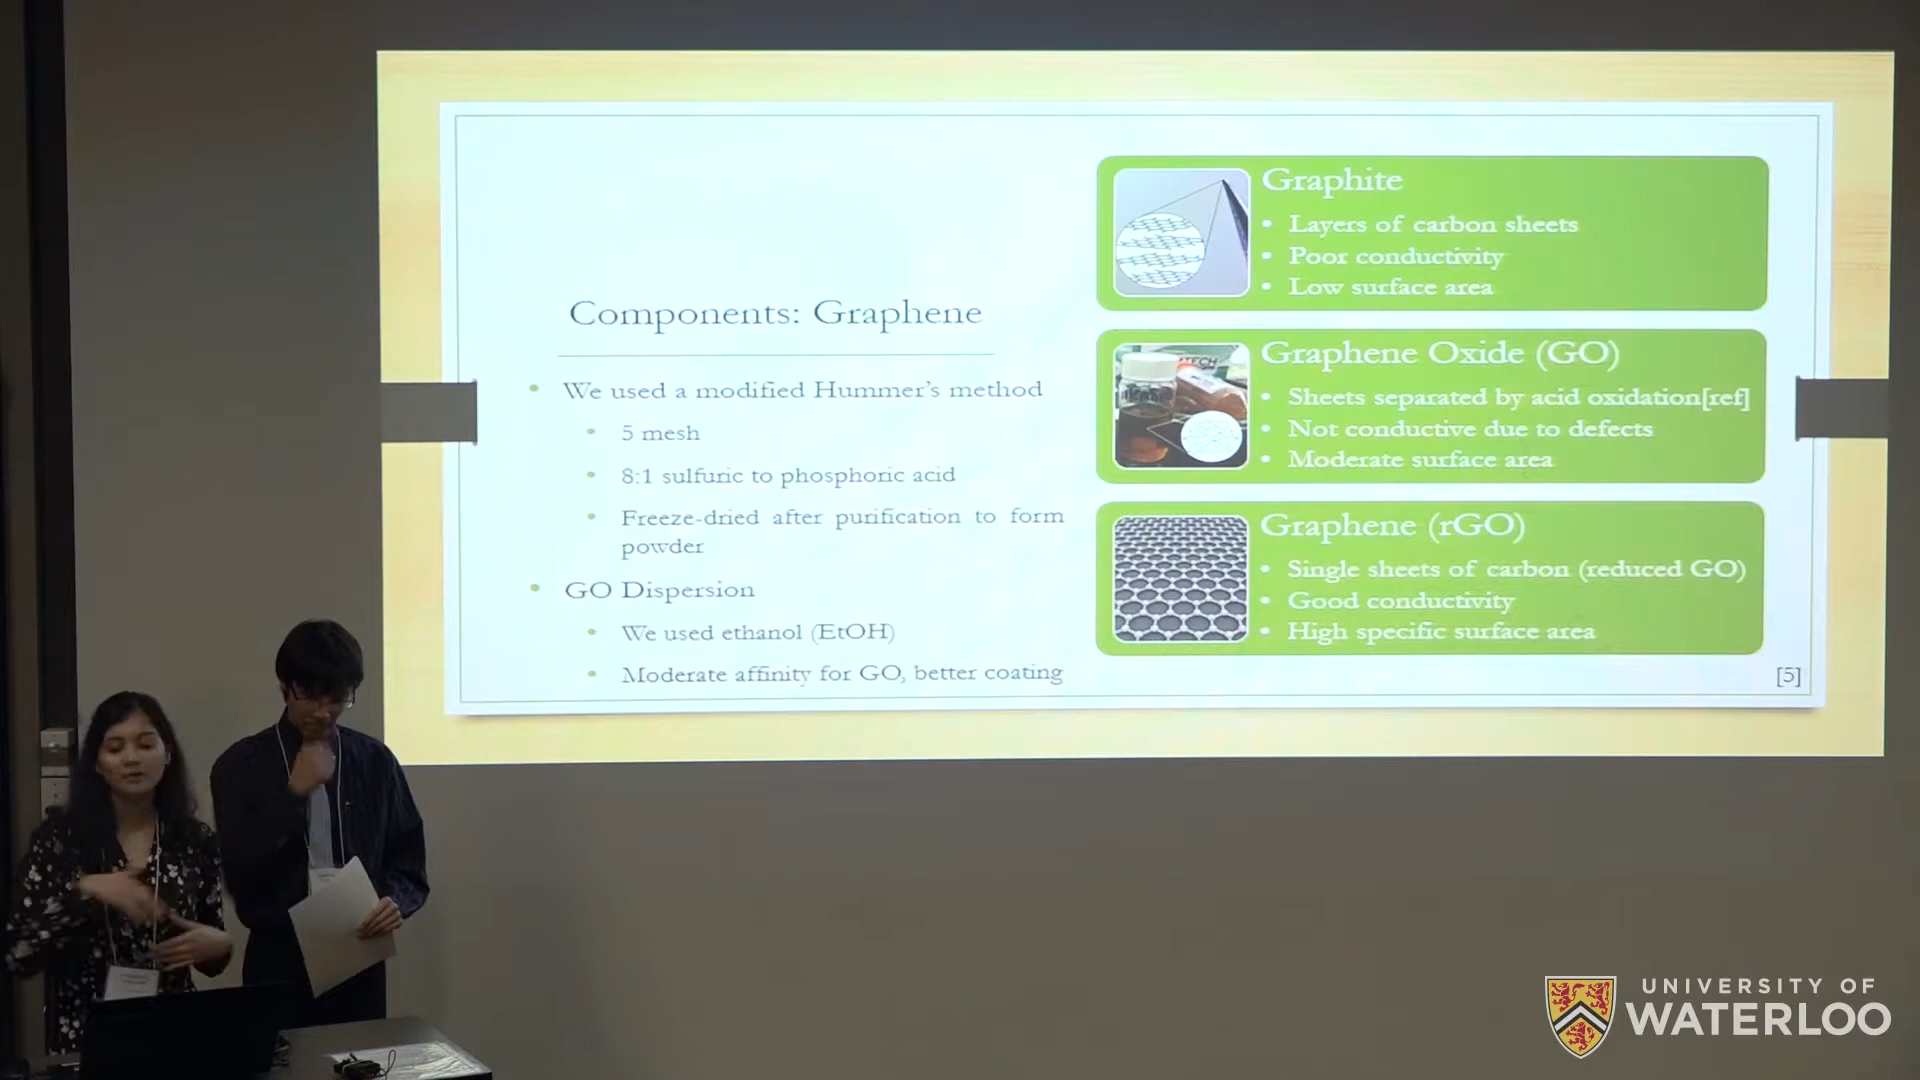 Components: Graphene
• We used a modified Hummer's method
• 5 mesh
• 8:1 sulfuric to phosphoric acid
• Freeze-dried after purification to form
powder
• GO Dispersion
• We used ethanol (EtOH)
• Moderate affinity for GO, better coating
Graphite
• Layers of carbon sheets
• Poor conductivity
• Low surface area
Graphene Oxide (GO)
• Sheets separated by acid oxidation[ref]
• Not conductive due to defects
• Moderate surface area
Graphene (rGO)
• Single sheets of carbon (reduced GO)
• Good conductivity
• High specific surface area
[5]
UNIVERSITY OF
WATERLOO